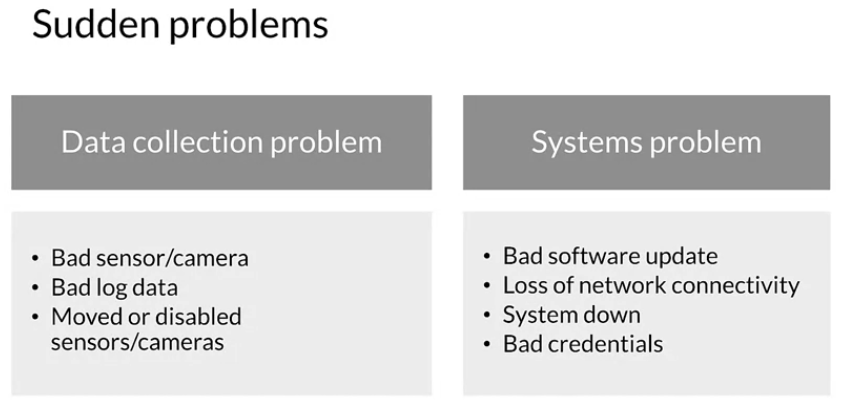 Sudden problems
Data collection problem
• Bad sensor/camera
• Bad log data
• Moved or disabled
sensors/cameras
Systems problem
• Bad software update
• Loss of network connectivity
• System down
• Bad credentials